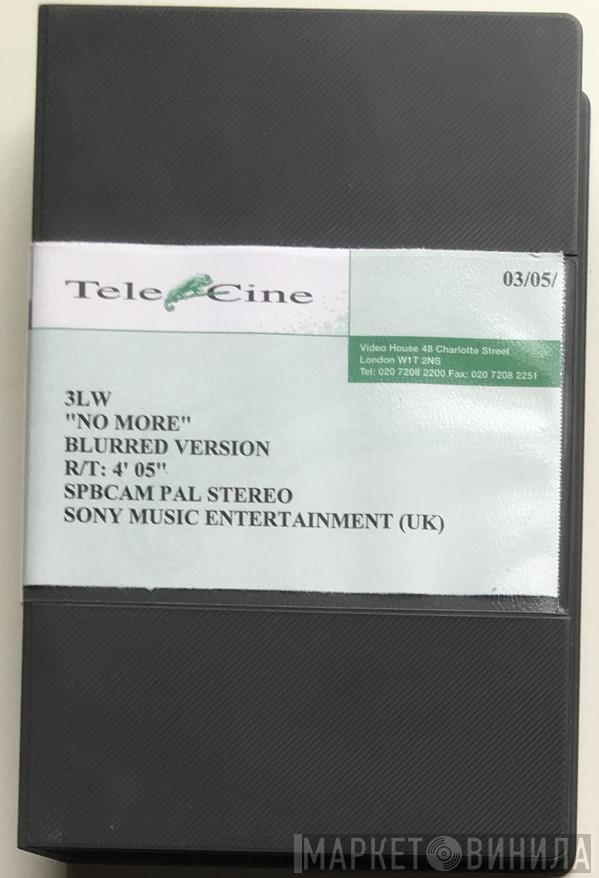 Tele Cine
03/05/
Video House 48 Charlotte Street
London W1T 2NS
Tel: 020 7208 2200 Fax: 020 7208 2251
3LW
"NO MORE"
BLURRED VERSION
R/T: 4' 05"
SPBCAM PAL STEREO
SONY MUSIC ENTERTAINMENT (UK)
МАРКЕТ ВИНИЛА